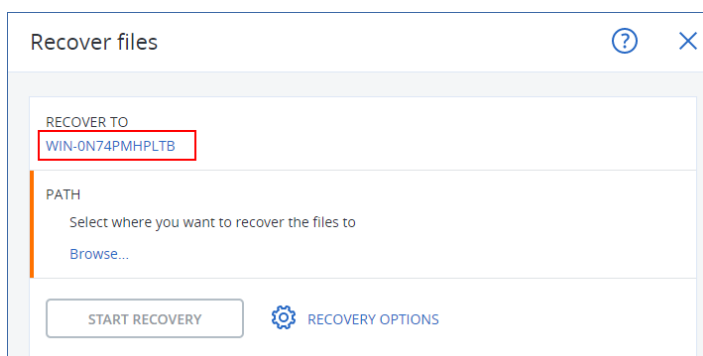 Recover files
RECOVER TO
WIN-0N74PMHPLTB
PATH
Select where you want to recover the files to
Browse...
START RECOVERY
RECOVERY OPTIONS